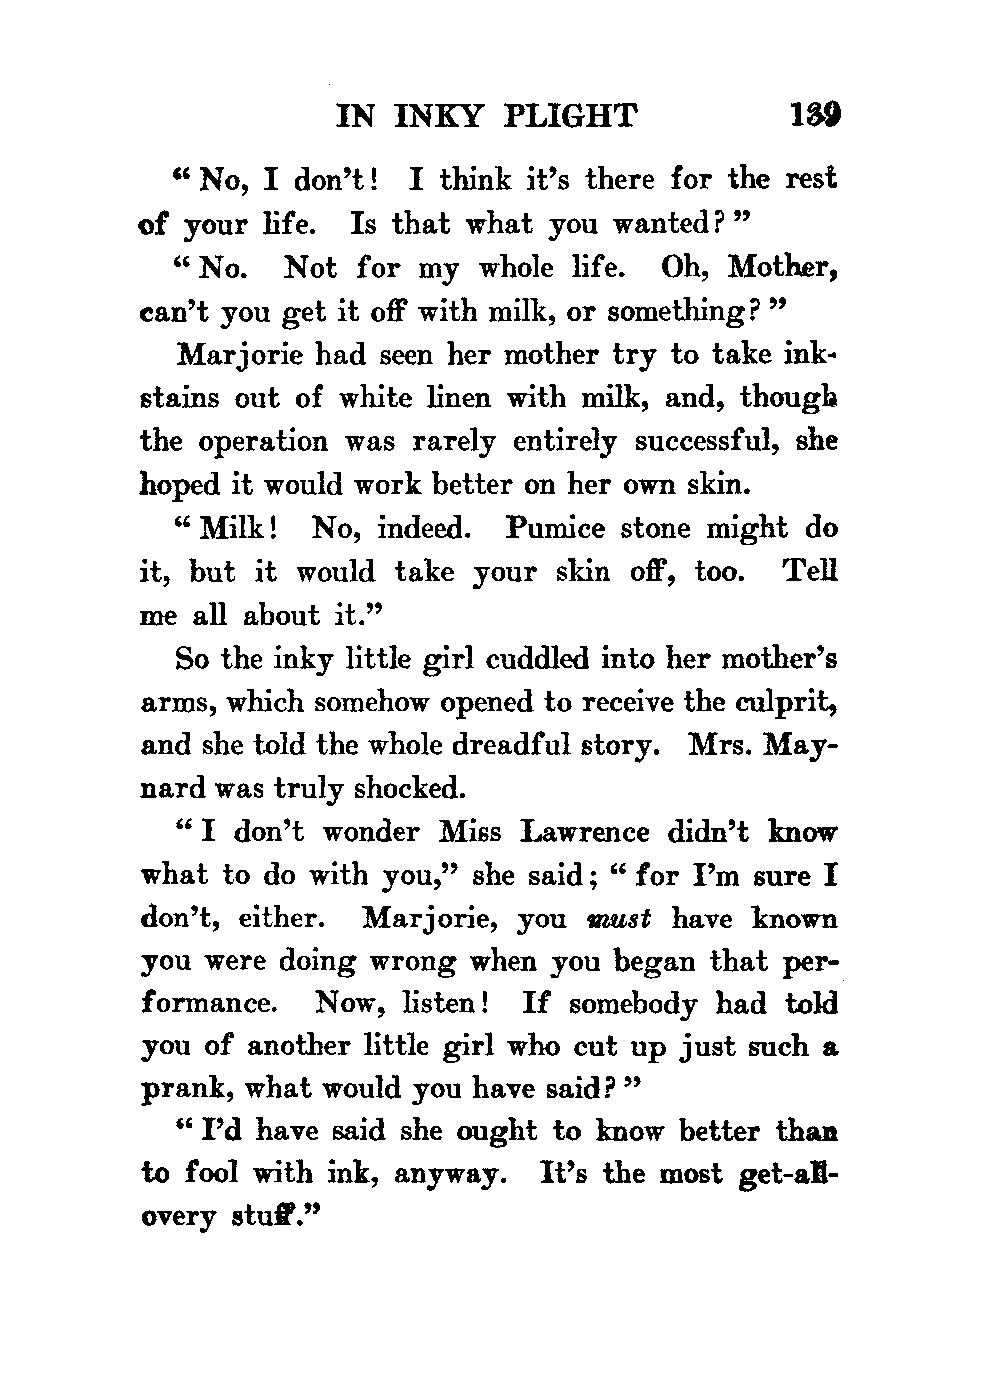 IN INKY PLIGHT 139
“ No, I don’t! I think it’s there for the rest
of your life. Is that what you wanted? ”
“ No. Not for my whole life. Oh, Mother,
can’t you get it off with milk, or something? ”
Marjorie had seen her mother try to take ink-
stains out of white linen with milk, and, though
the operation was rarely entirely successful, she
hoped it would work better on her own skin.
“ Milk! No, indeed. Pumice stone might do
it, but it would take your skin off, too. Tell
me all about it.”
So the inky little girl cuddled into her mother’s
arms, which somehow opened to receive the culprit,
and she told the whole dreadful story. Mrs. May-
nard was truly shocked.
“ I don’t wonder Miss Lawrence didn’t know
what to do with you,” she said; “ for I’m sure I
don’t, either. Marjorie, you must have known
you were doing wrong when you began that per-
formance. Now, listen! If somebody had told
you of another little girl who cut up just such a
prank, what would you have said? ”
“ I’d have said she ought to know better than
to fool with ink, anyway. It’s the most get-all-
overy stuff.”